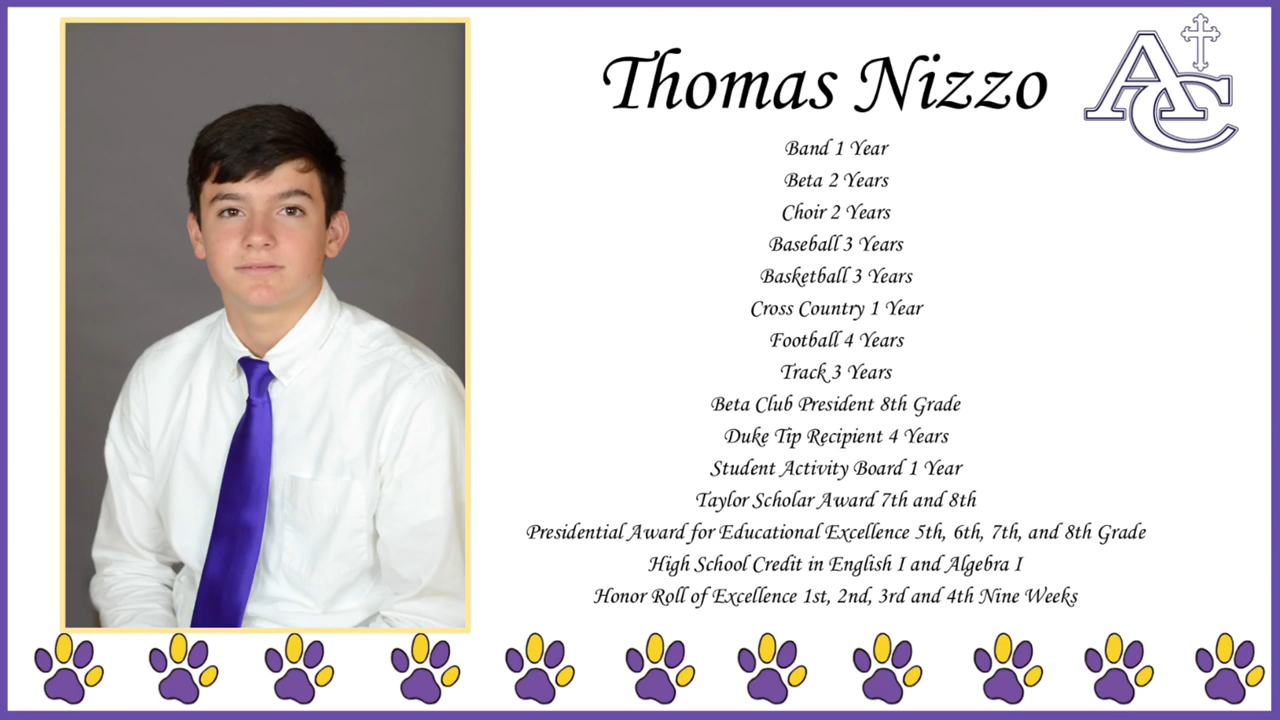 Thomas Nizzo
AC
Band 1 Year
Beta 2 Years
Choir 2 Years
Baseball 3 Years
Basketball 3 Years
Cross Country 1 Year
Football 4 Years
Track 3 Years
Beta Club President 8th Grade
Duke Tip Recipient 4 Years
Student Activity Board 1 Year
Taylor Scholar Award 7th and 8th
Presidential Award for Educational Excellence 5th, 6th, 7th, and 8th Grade
High School Credit in English I and Algebra I
Honor Roll of Excellence 1st, 2nd, 3rd and 4th Nine Weeks